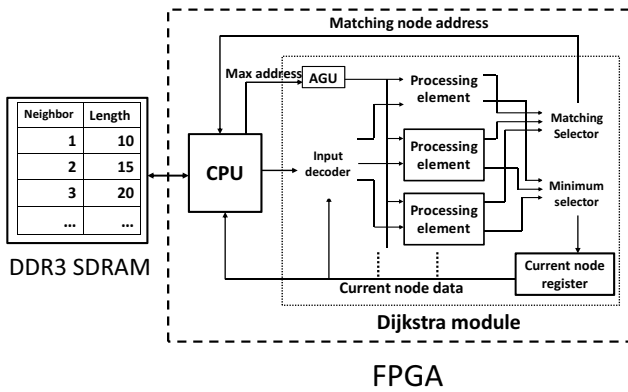 Matching node address
Max address
AGU
Processing
element
Neighbor Length
1 10
2 15
3 20
... ...
DDR3 SDRAM
CPU
Input
decoder
Processing
element
Processing
element
Matching
Selector
Minimum
selector
Current node
register
Current node data
Dijkstra module
FPGA